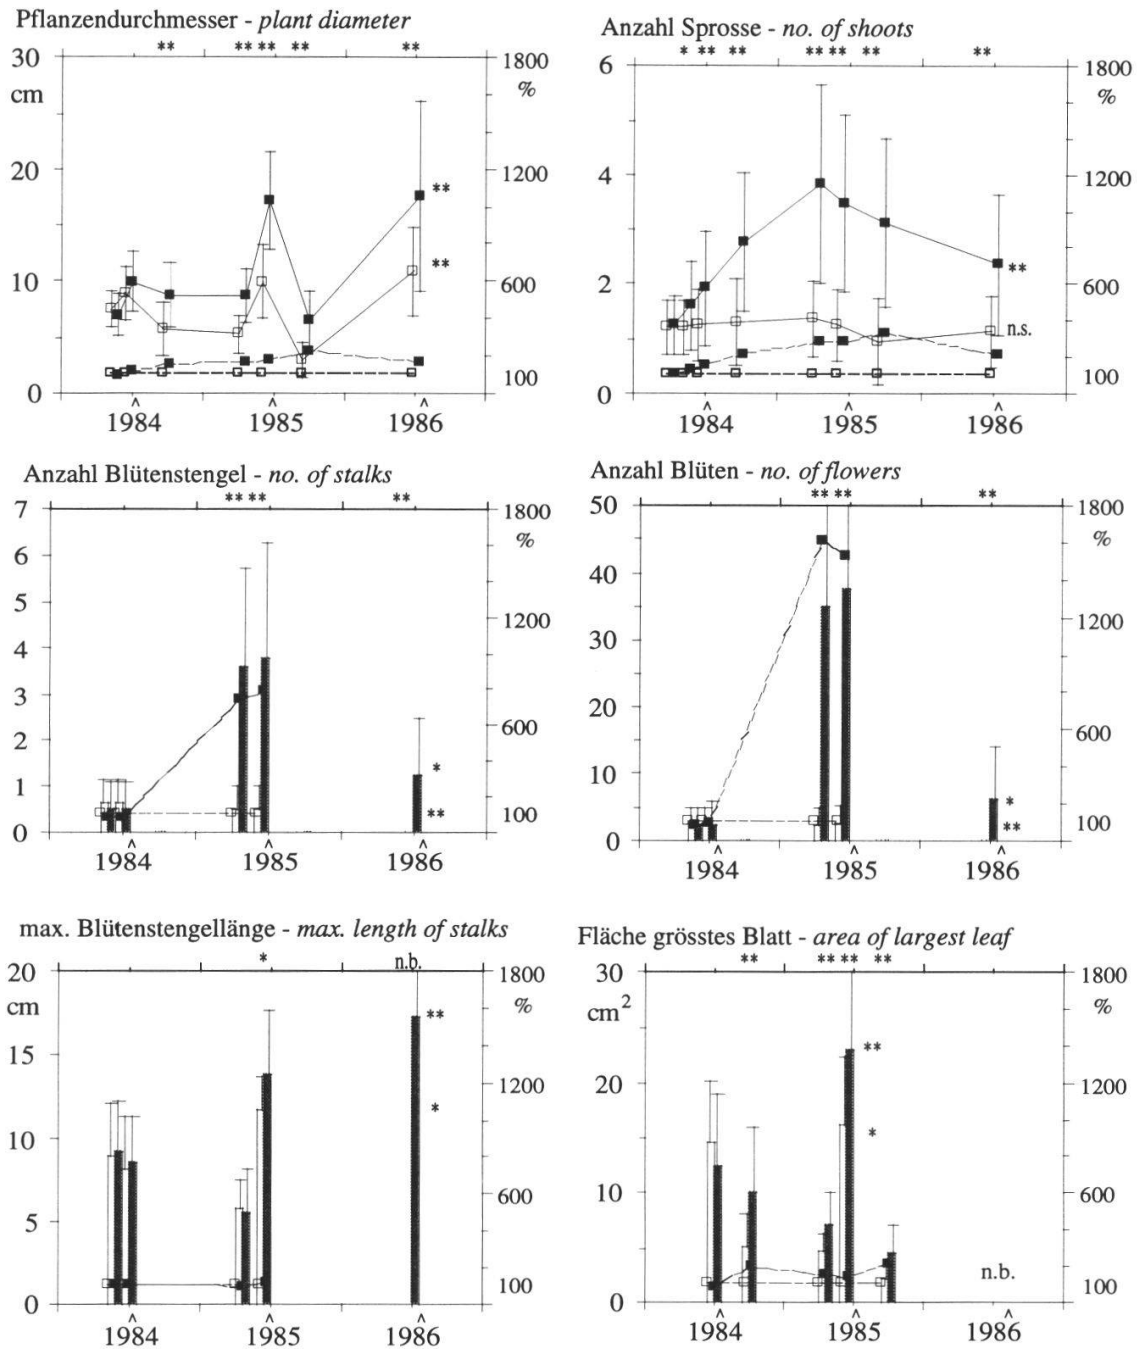 Pflanzendurchmesser - plant diameter
** ** ** ** **
30
cm
20
10
0
1800
%
1200
600
100
**
**
^ ^ ^
1984 1985 1986
Anzahl Sprosse - no. of shoots
* ** ** ** ** ** **
6
4
2
0
1800
%
1200
600
100
**
n.s.
^ ^ ^
1984 1985 1986
Anzahl Blütenstengel - no. of stalks
** ** **
7
6
5
4
3
2
1
0
1800
%
1200
600
100
*
**
^ ^ ^
1984 1985 1986
Anzahl Blüten - no. of flowers
** ** **
50
40
30
20
10
0
1800
%
1200
600
100
*
**
^ ^ ^
1984 1985 1986
max. Blütenstengellänge - max. length of stalks
* n.b.
20
cm
15
10
5
0
1800
%
1200
600
100
**
*
^ ^ ^
1984 1985 1986
Fläche grösstes Blatt - area of largest leaf
** ** ** **
30
cm²
20
10
0
1800
%
1200
600
100
**
*
n.b.
^ ^ ^
1984 1985 1986